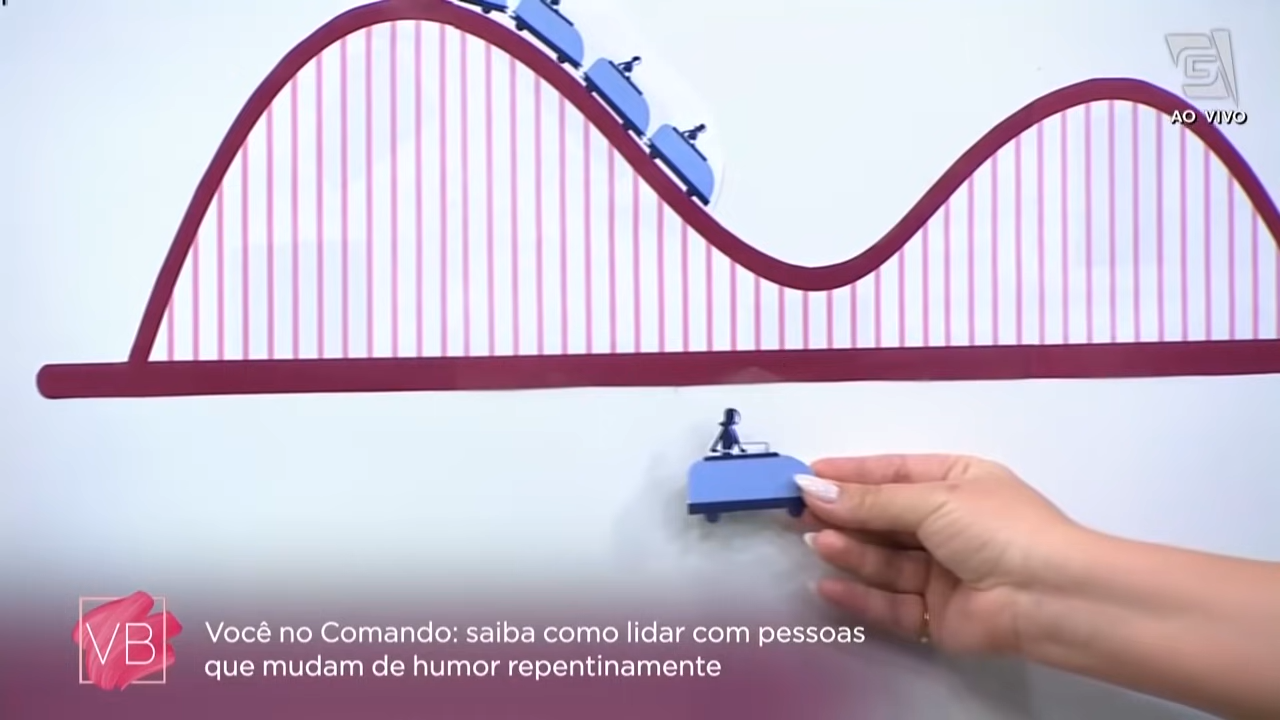 G
AO VIVO
VB
Você no Comando: saiba como lidar com pessoas
que mudam de humor repentinamente